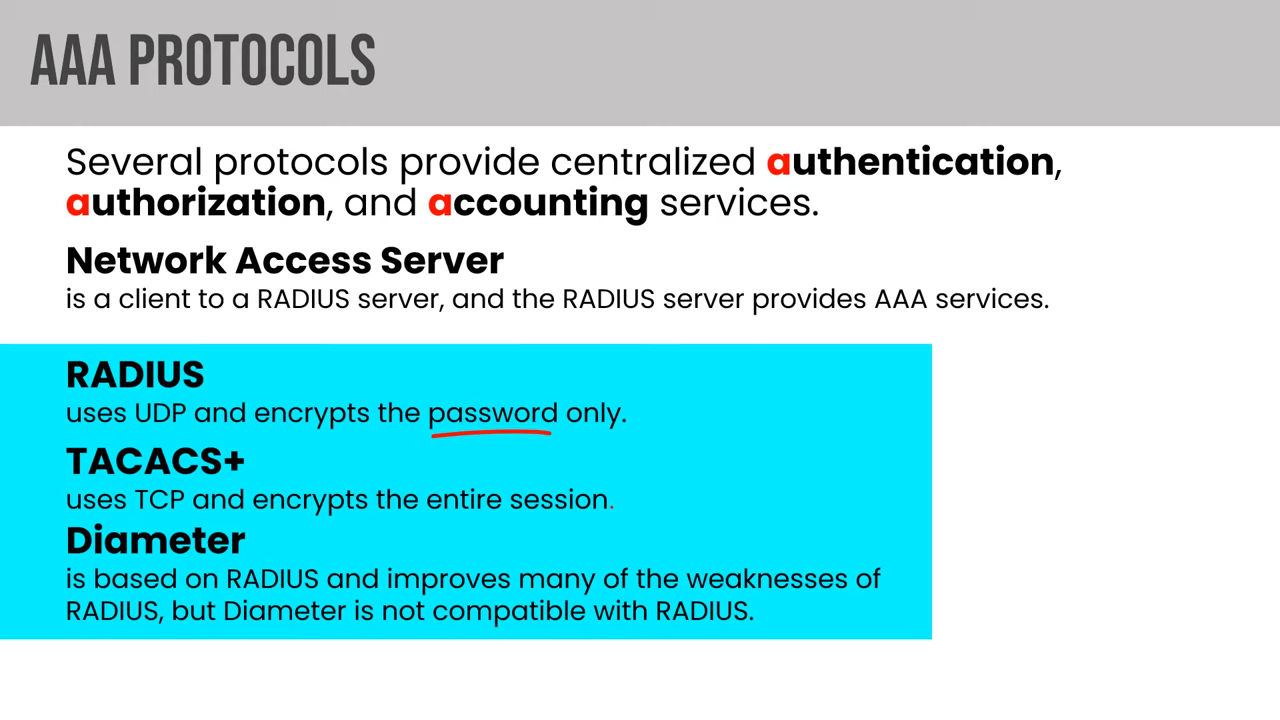 AAA PROTOCOLS
Several protocols provide centralized authentication,
authorization, and accounting services.
Network Access Server
is a client to a RADIUS server, and the RADIUS server provides AAA services.
RADIUS
uses UDP and encrypts the password only.
TACACS+
uses TCP and encrypts the entire session.
Diameter
is based on RADIUS and improves many of the weaknesses of
RADIUS, but Diameter is not compatible with RADIUS.